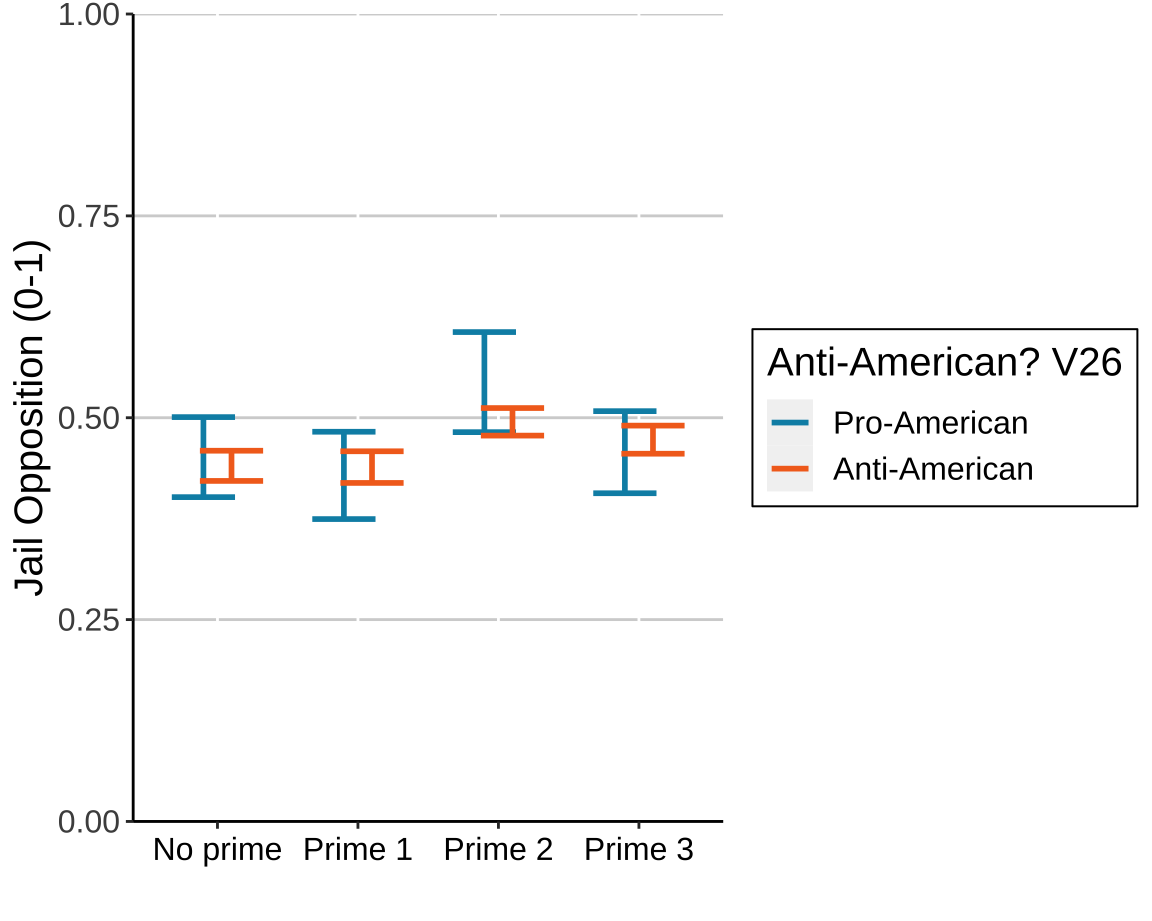 1.00
0.75
0.50
0.25
0.00
Jail Opposition (0-1)
No prime Prime 1 Prime 2 Prime 3
Anti-American? V26
Pro-American
Anti-American